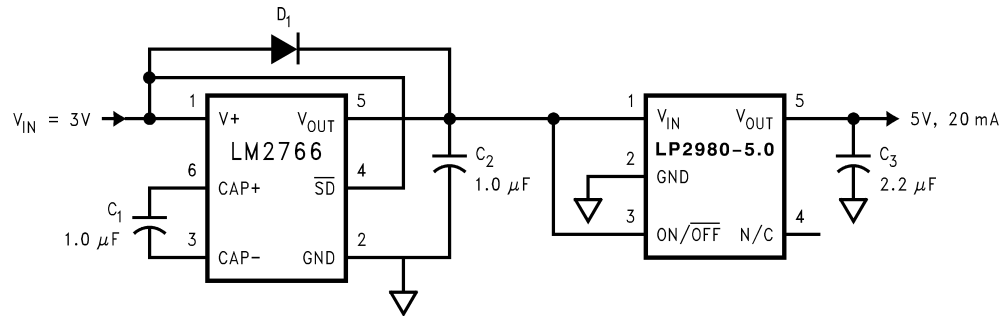 D1
VIN = 3V
1
V+
VOUT
5
LM2766
6
CAP+
SD
4
C1
1.0 µF
3
CAP-
GND
2
C2
1.0 µF
1
VIN
VOUT
5
LP2980-5.0
2
GND
3
ON/OFF
N/C
4
5V, 20 mA
C3
2.2 µF